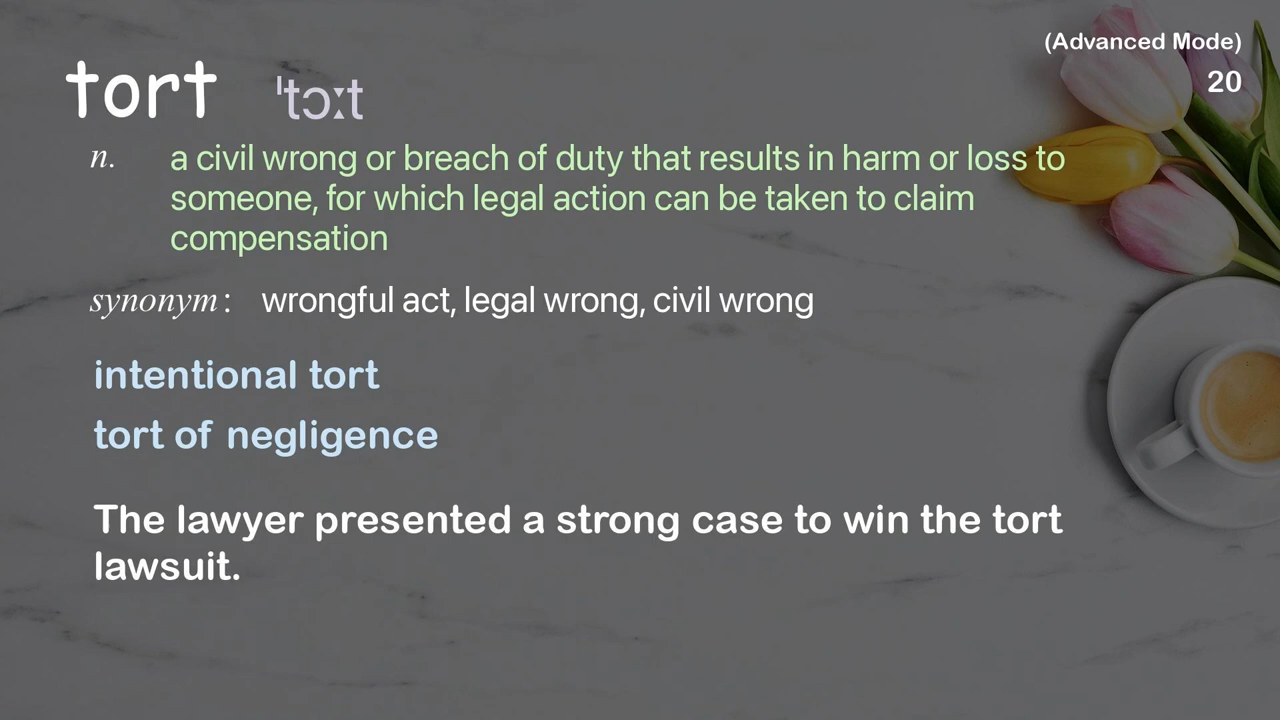 (Advanced Mode)
20
tort ˈtɔːt
n. a civil wrong or breach of duty that results in harm or loss to
someone, for which legal action can be taken to claim
compensation
synonym: wrongful act, legal wrong, civil wrong
intentional tort
tort of negligence
The lawyer presented a strong case to win the tort
lawsuit.